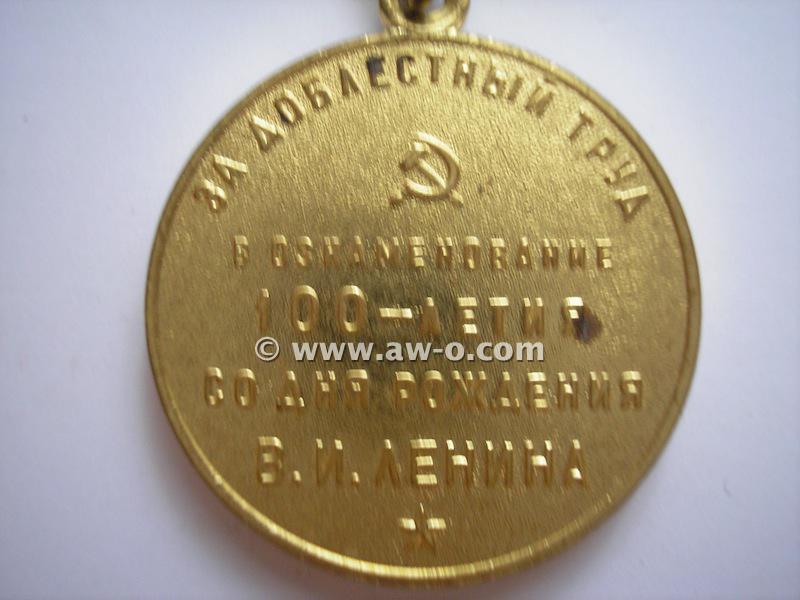 ЗА ДОБЛЕСТНЫЙ ТРУД
В ОЗНАМЕНОВАНИЕ
100-ЛЕТИЯ
© www.aw-o.com
СО ДНЯ РОЖДЕНИЯ
В.И.ЛЕНИНА